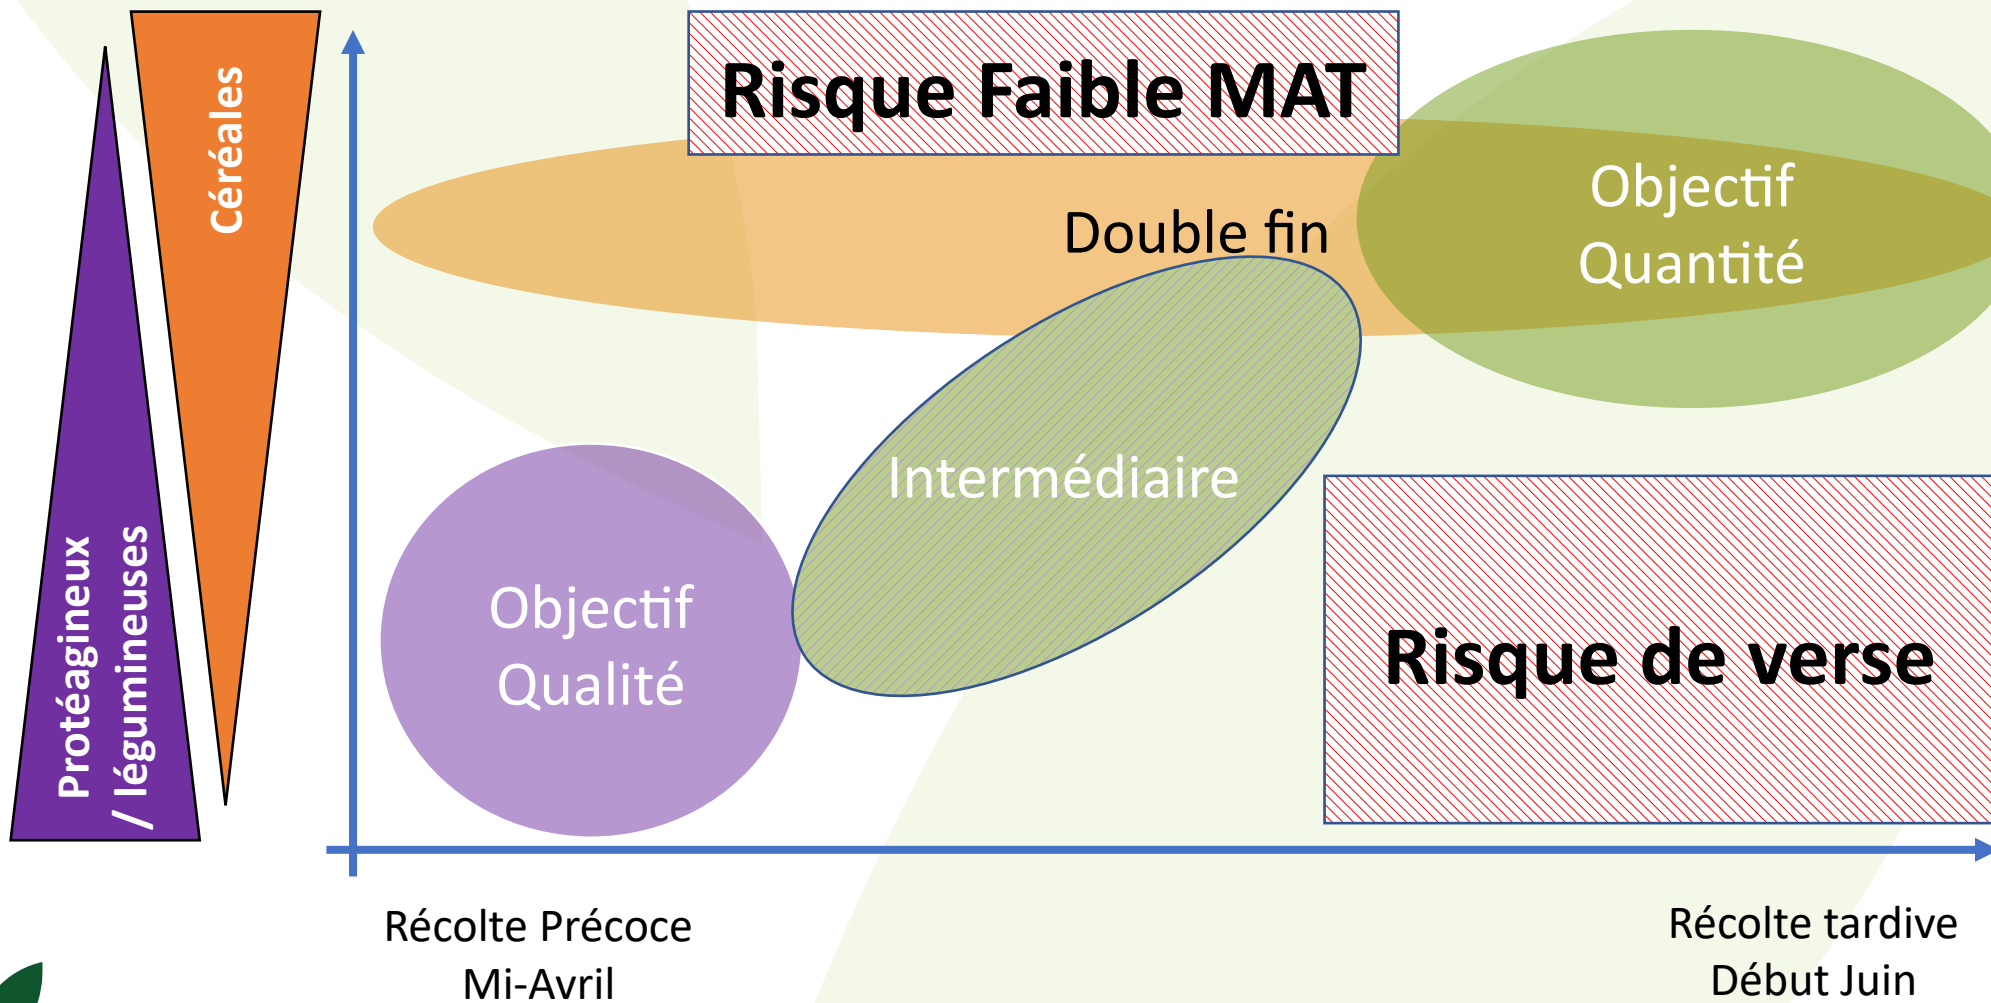 Céréales
Protéagineux
/ légumineuses
Risque Faible MAT
Double fin
Objectif
Quantité
Intermédiaire
Objectif
Qualité
Risque de verse
Récolte Précoce
Mi-Avril
Récolte tardive
Début Juin